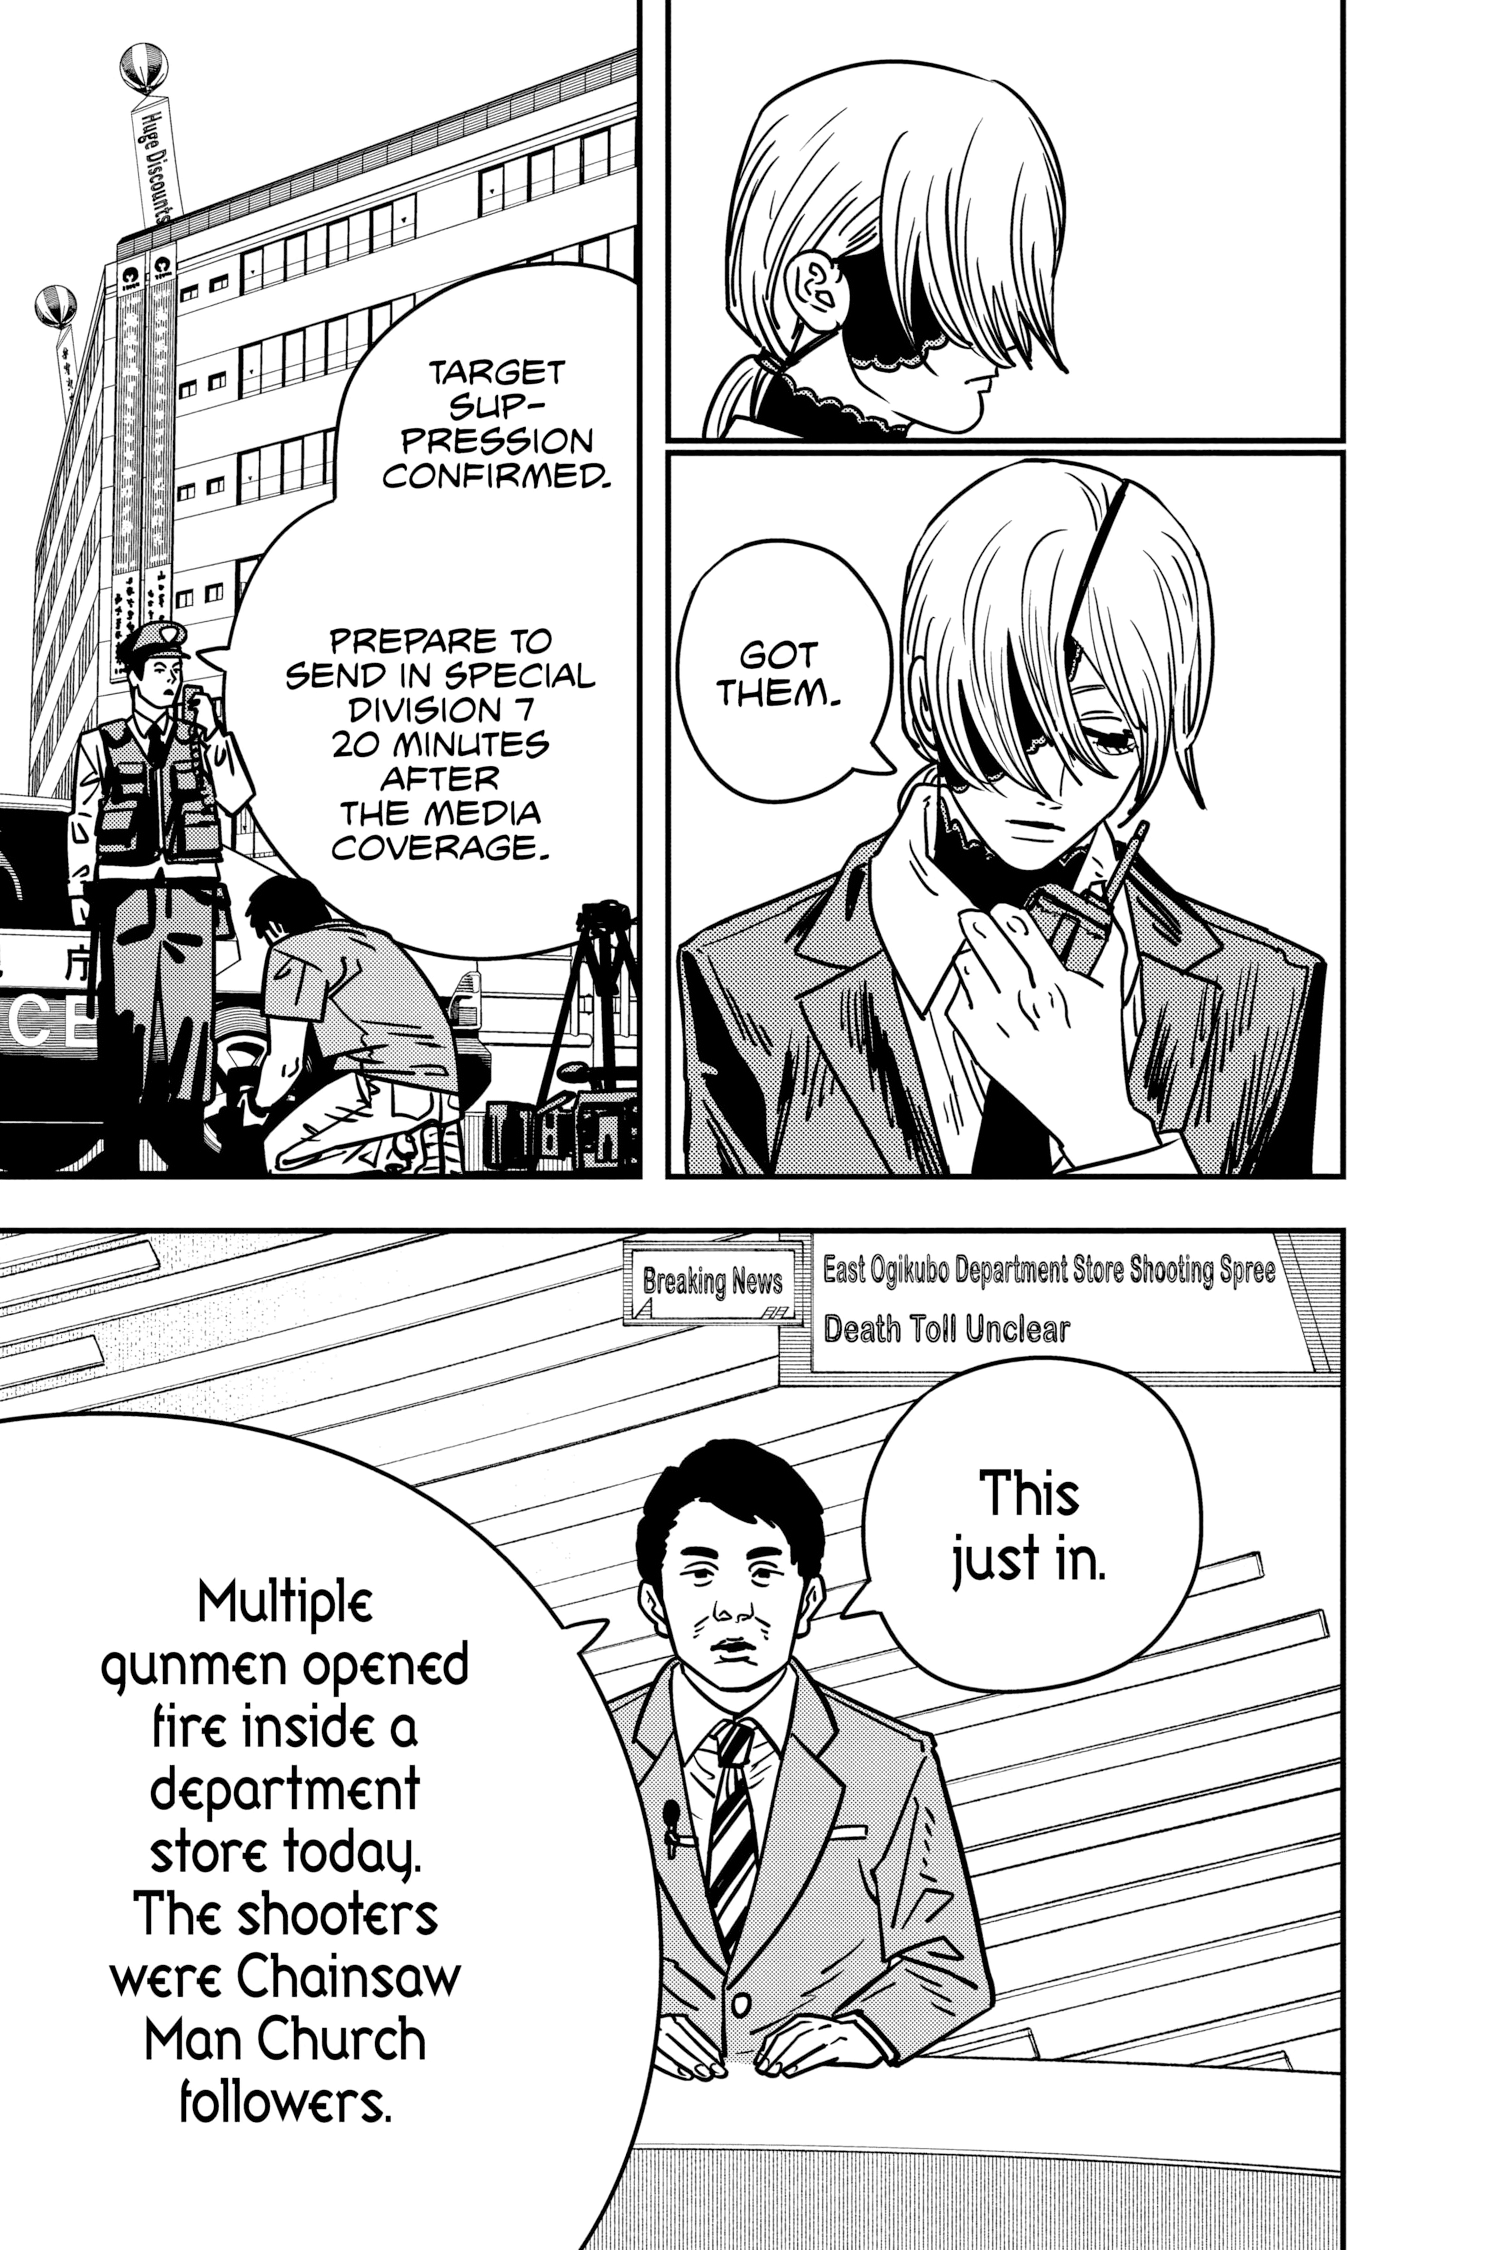 GOT
THEM.
Huge Discounts
TARGET
SUP-
PRESSION
CONFIRMED.
PREPARE TO
SEND IN SPECIAL
DIVISION 7
20 MINUTES
AFTER
THE MEDIA
COVERAGE.
庁
CE
Breaking News
East Ogikubo Department Store Shooting Spree
Death Toll Unclear
This
just in.
Multiple
gunmen opened
fire inside a
department
store today.
The shooters
were Chainsaw
Man Church
followers.